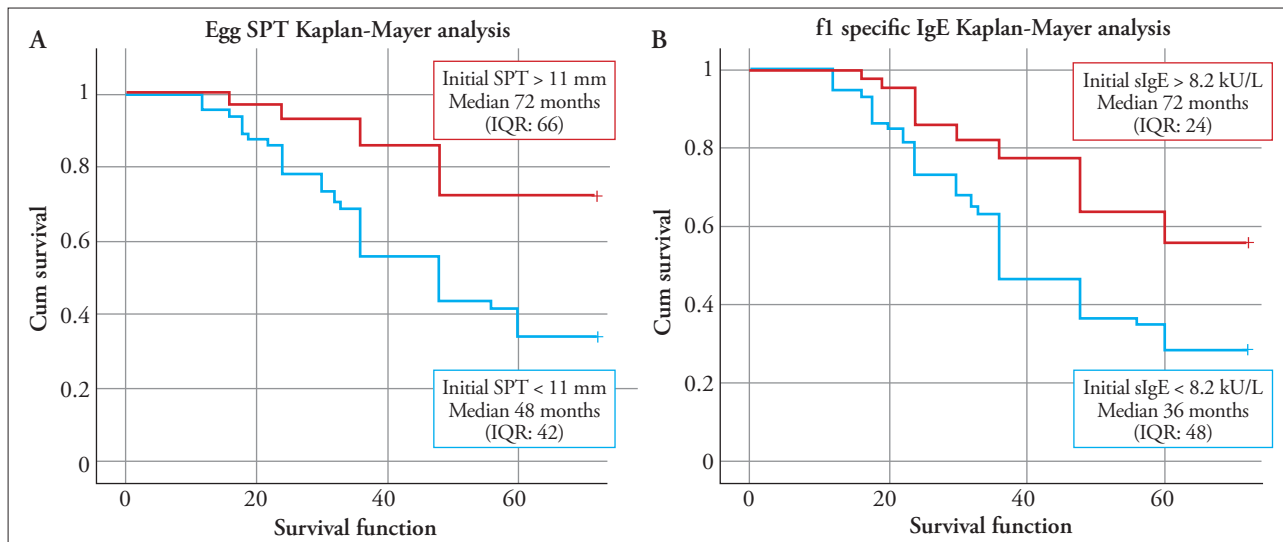 A
Egg SPT Kaplan-Mayer analysis
Initial SPT > 11 mm
Median 72 months
(IQR: 66)
1
0.8
0.6
0.4
0.2
0
Cum survival
Initial SPT < 11 mm
Median 48 months
(IQR: 42)
0
20
40
60
Survival function
B
f1 specific IgE Kaplan-Mayer analysis
Initial sIgE > 8.2 kU/L
Median 72 months
(IQR: 24)
1
0.8
0.6
0.4
0.2
0
Cum survival
Initial sIgE < 8.2 kU/L
Median 36 months
(IQR: 48)
0
20
40
60
Survival function